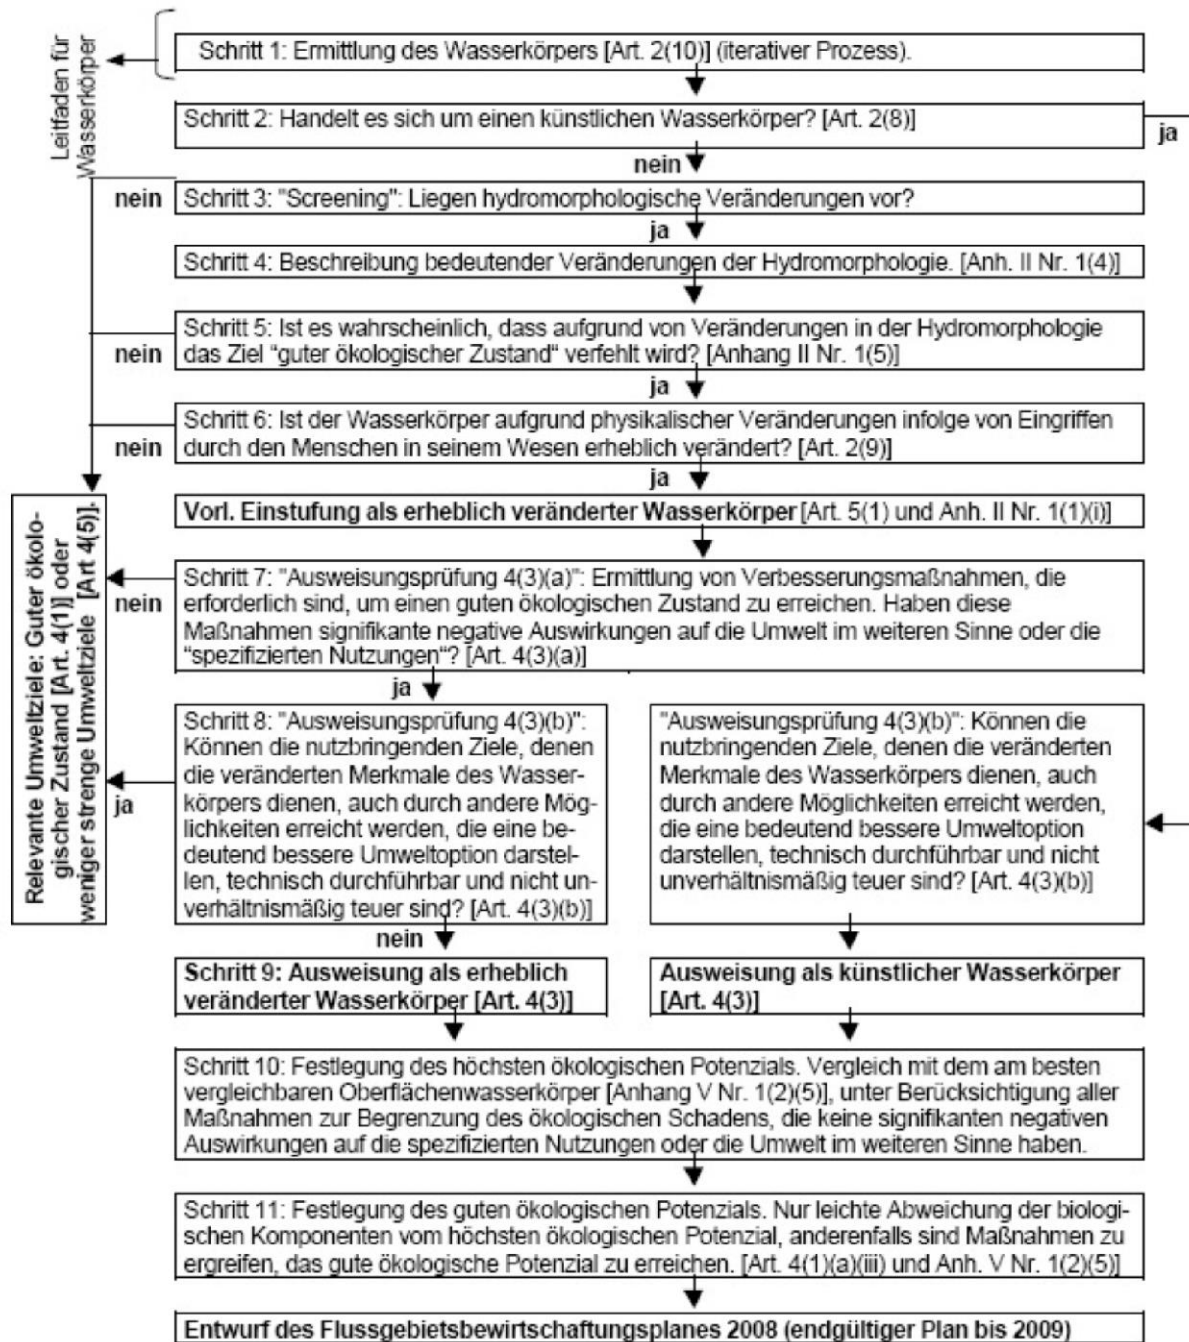 Leitfaden für
Wasserkörper
Schritt 1: Ermittlung des Wasserkörpers [Art. 2(10)] (iterativer Prozess).
Schritt 2: Handelt es sich um einen künstlichen Wasserkörper? [Art. 2(8)]
ja
nein
nein
Schritt 3: "Screening": Liegen hydromorphologische Veränderungen vor?
ja
Schritt 4: Beschreibung bedeutender Veränderungen der Hydromorphologie. [Anh. II Nr. 1(4)]
Schritt 5: Ist es wahrscheinlich, dass aufgrund von Veränderungen in der Hydromorphologie
das Ziel “guter ökologischer Zustand“ verfehlt wird? [Anhang II Nr. 1(5)]
nein
ja
Schritt 6: Ist der Wasserkörper aufgrund physikalischer Veränderungen infolge von Eingriffen
durch den Menschen in seinem Wesen erheblich verändert? [Art. 2(9)]
nein
ja
Vorl. Einstufung als erheblich veränderter Wasserkörper [Art. 5(1) und Anh. II Nr. 1(1)(i)]
Relevante Umweltziele: Guter ökolo-
gischer Zustand [Art. 4(1)] oder
weniger strenge Umweltziele [Art 4(5)].
Schritt 7: "Ausweisungsprüfung 4(3)(a)": Ermittlung von Verbesserungsmaßnahmen, die
erforderlich sind, um einen guten ökologischen Zustand zu erreichen. Haben diese
Maßnahmen signifikante negative Auswirkungen auf die Umwelt im weiteren Sinne oder die
“spezifizierten Nutzungen“? [Art. 4(3)(a)]
nein
ja
Schritt 8: "Ausweisungsprüfung 4(3)(b)":
Können die nutzbringenden Ziele, denen
die veränderten Merkmale des Wasser-
körpers dienen, auch durch andere Mög-
lichkeiten erreicht werden, die eine be-
deutend bessere Umweltoption darstel-
len, technisch durchführbar und nicht un-
verhältnismäßig teuer sind? [Art. 4(3)(b)]
ja
nein
"Ausweisungsprüfung 4(3)(b)": Können die
nutzbringenden Ziele, denen die veränderten
Merkmale des Wasserkörpers dienen, auch
durch andere Möglichkeiten erreicht werden,
die eine bedeutend bessere Umweltoption
darstellen, technisch durchführbar und nicht
unverhältnismäßig teuer sind? [Art. 4(3)(b)]
Schritt 9: Ausweisung als erheblich
veränderter Wasserkörper [Art. 4(3)]
Ausweisung als künstlicher Wasserkörper
[Art. 4(3)]
Schritt 10: Festlegung des höchsten ökologischen Potenzials. Vergleich mit dem am besten
vergleichbaren Oberflächenwasserkörper [Anhang V Nr. 1(2)(5)], unter Berücksichtigung aller
Maßnahmen zur Begrenzung des ökologischen Schadens, die keine signifikanten negativen
Auswirkungen auf die spezifizierten Nutzungen oder die Umwelt im weiteren Sinne haben.
Schritt 11: Festlegung des guten ökologischen Potenzials. Nur leichte Abweichung der biologi-
schen Komponenten vom höchsten ökologischen Potenzial, anderenfalls sind Maßnahmen zu
ergreifen, das gute ökologische Potenzial zu erreichen. [Art. 4(1)(a)(iii) und Anh. V Nr. 1(2)(5)]
Entwurf des Flussgebietsbewirtschaftungsplanes 2008 (endgültiger Plan bis 2009)